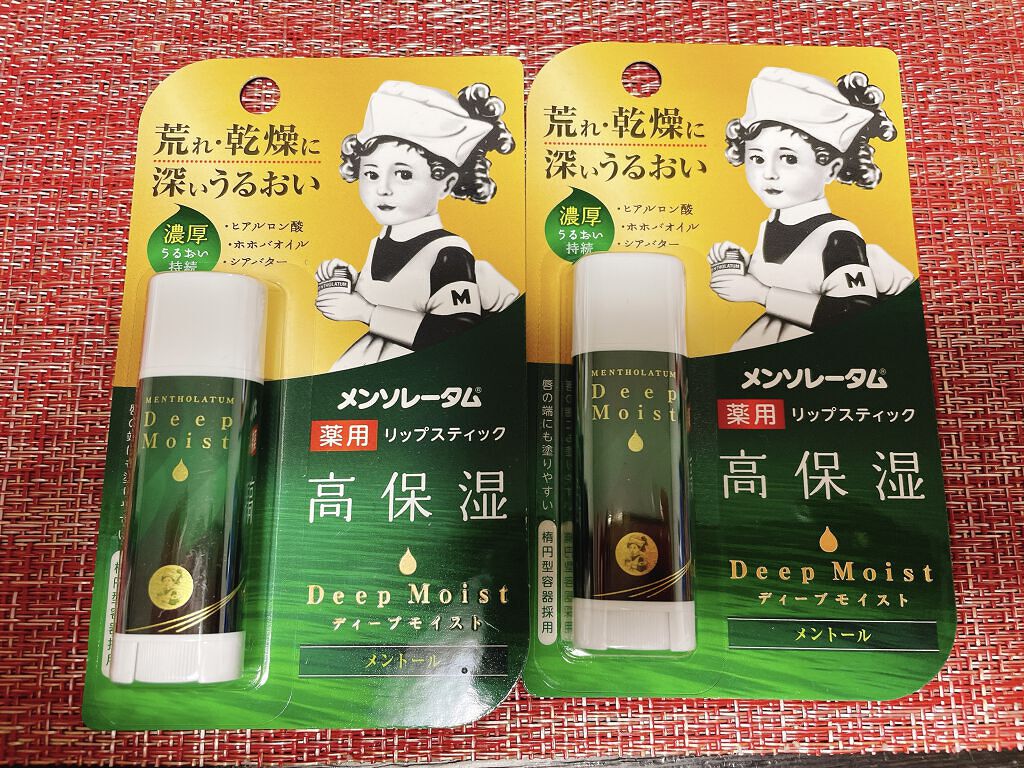 荒れ・乾燥に
深いうるおい
濃厚
うるおい
持続
・ヒアルロン酸
・ホホバオイル
・シアバター
MENTHOLATUM
M
メンソレータム®
薬用 リップスティック
高保湿
Deep Moist
ディープモイスト
メントール
MENTHOLATUM
Deep
Moist
荒れ・乾燥に
深いうるおい
濃厚
うるおい
持続
・ヒアルロン酸
・ホホバオイル
・シアバター
MENTHOLATUM
M
メンソレータム®
薬用 リップスティック
高保湿
Deep Moist
ディープモイスト
メントール
MENTHOLATUM
Deep
Moist
唇の端にも塗りやすい
楕円型容器採用